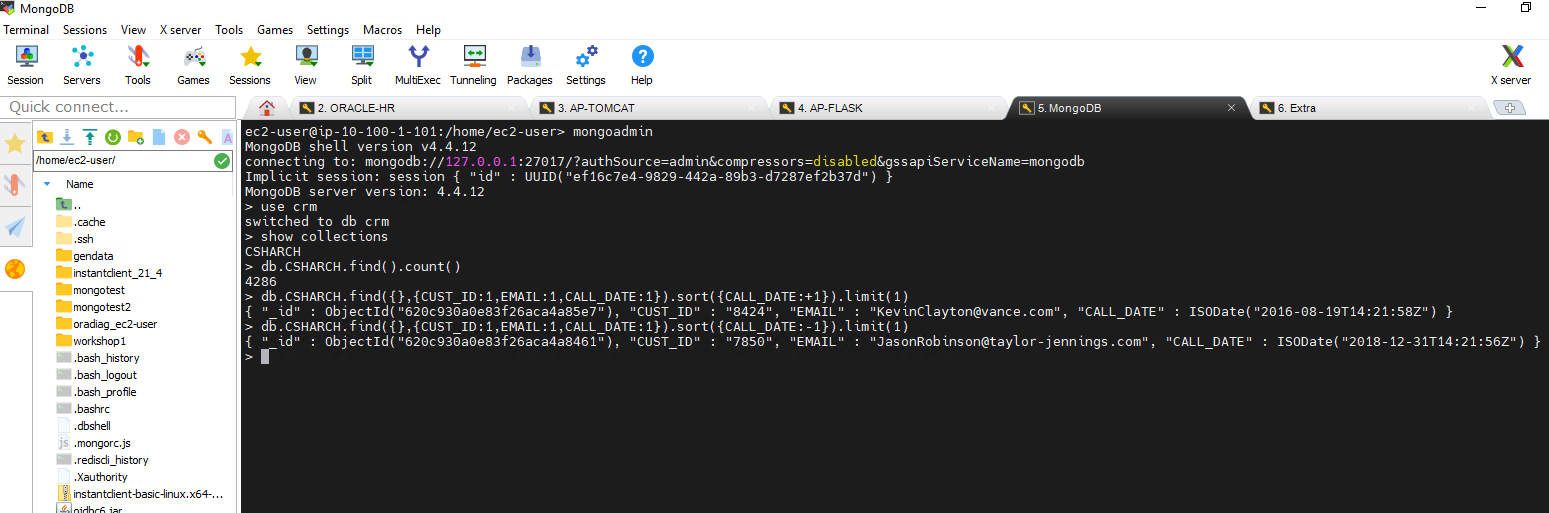 MongoDB
Terminal Sessions View X server Tools Games Settings Macros Help
Session Servers Tools Games Sessions View Split MultiExec Tunneling Packages Settings Help X server
Quick connect...
2. ORACLE-HR
3. AP-TOMCAT
4. AP-FLASK
5. MongoDB
6. Extra
/home/ec2-user/
Name
..
.cache
.ssh
gendata
instantclient_21_4
mongotest
mongotest2
oradiag_ec2-user
workshop1
.bash_history
.bash_logout
.bash_profile
.bashrc
.dbshell
.mongorc.js
.rediscli_history
.Xauthority
instantclient-basic-linux.x64-...
ojdbc6.jar
ec2-user@ip-10-100-1-101:/home/ec2-user> mongoadmin
MongoDB shell version v4.4.12
connecting to: mongodb://127.0.0.1:27017/?authSource=admin&compressors=disabled&gssapiServiceName=mongodb
Implicit session: session { "id" : UUID("ef16c7e4-9829-442a-89b3-d7287ef2b37d") }
MongoDB server version: 4.4.12
> use crm
switched to db crm
> show collections
CSHARCH
> db.CSHARCH.find().count()
4286
> db.CSHARCH.find({},{CUST_ID:1,EMAIL:1,CALL_DATE:1}).sort({CALL_DATE:+1}).limit(1)
{ "_id" : ObjectId("620c930a0e83f26aca4a85e7"), "CUST_ID" : "8424", "EMAIL" : "KevinClayton@vance.com", "CALL_DATE" : ISODate("2016-08-19T14:21:58Z") }
> db.CSHARCH.find({},{CUST_ID:1,EMAIL:1,CALL_DATE:1}).sort({CALL_DATE:-1}).limit(1)
{ "_id" : ObjectId("620c930a0e83f26aca4a8461"), "CUST_ID" : "7850", "EMAIL" : "JasonRobinson@taylor-jennings.com", "CALL_DATE" : ISODate("2018-12-31T14:21:56Z") }
>